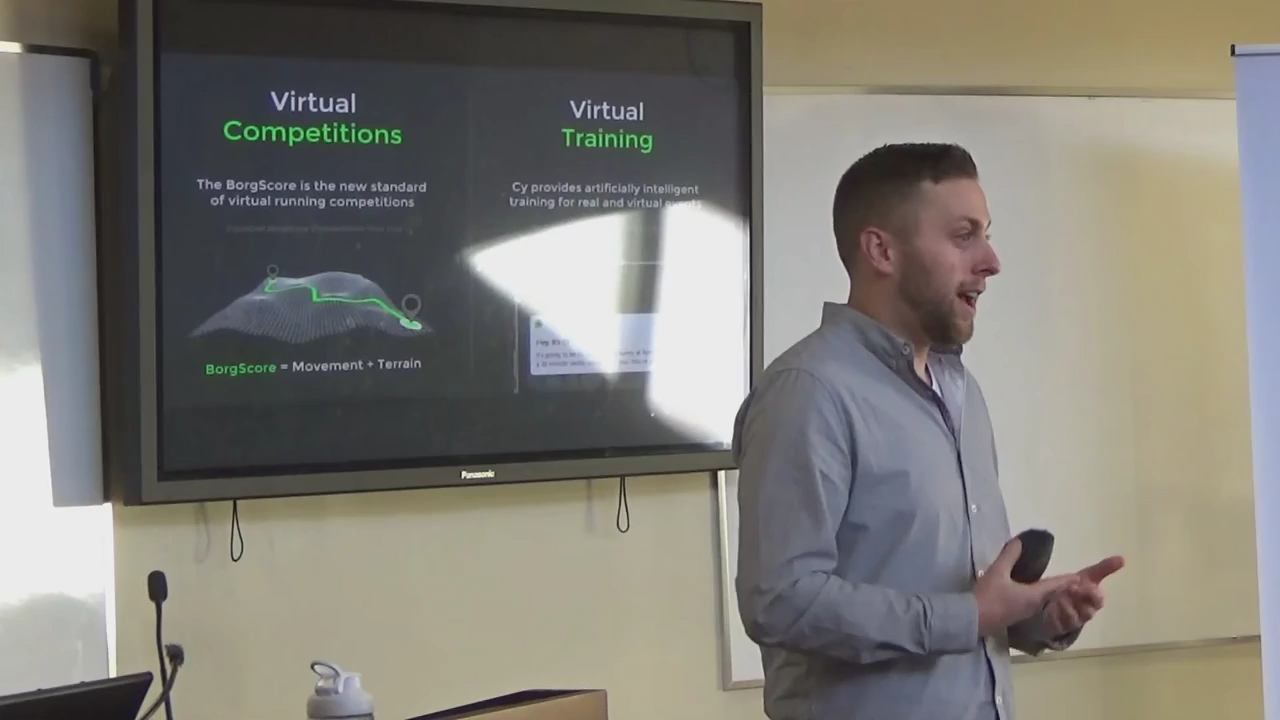 Virtual
Competitions
The BorgScore is the new standard
of virtual running competitions
BorgScore = Movement + Terrain
Virtual
Training
Cy provides artificially intelligent
training for real and virtual events
Panasonic